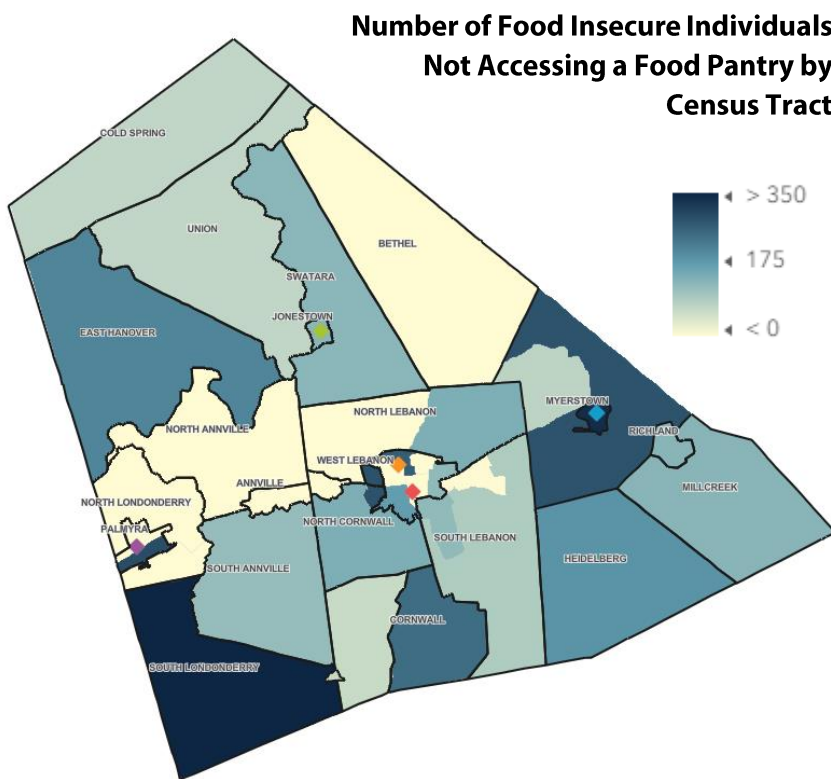 Number of Food Insecure Individuals
Not Accessing a Food Pantry by
Census Tract
> 350
175
< 0
COLD SPRING
UNION
BETHEL
SWATARA
JONESTOWN
EAST HANOVER
MYERSTOWN
NORTH LEBANON
NORTH ANNVILLE
RICHLAND
WEST LEBANON
ANNVILLE
MILLCREEK
NORTH LONDONDERRY
NORTH CORNWALL
PALMYRA
SOUTH LEBANON
HEIDELBERG
SOUTH ANNVILLE
CORNWALL
SOUTH LONDONDERRY